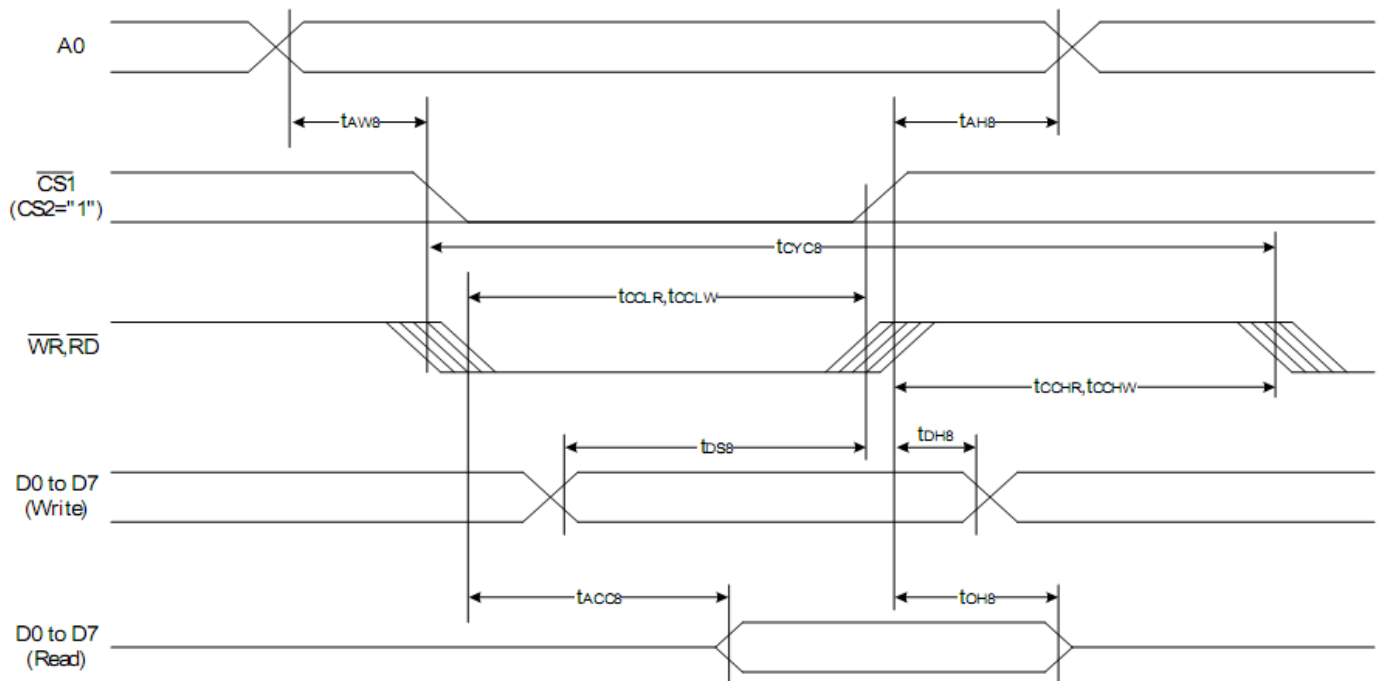 A0
tAW8
tAH8
CS1
(CS2="1")
tCYC8
tCCLR,tCCLW
WR,RD
tCCHR,tCCHW
tDS8
tDH8
D0 to D7
(Write)
tACC8
tOH8
D0 to D7
(Read)